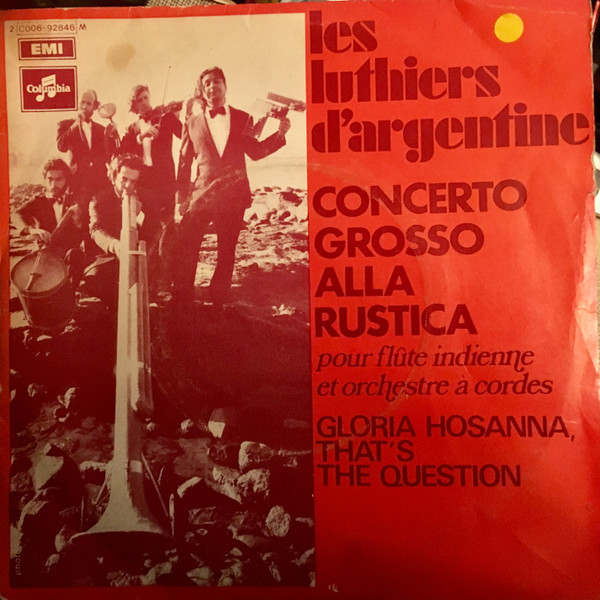 2 C006-92846 M
EMI
Columbia
les
luthiers
d'argentine
CONCERTO
GROSSO
ALLA
RUSTICA
pour flûte indienne
et orchestre à cordes
GLORIA HOSANNA,
THAT'S
THE QUESTION